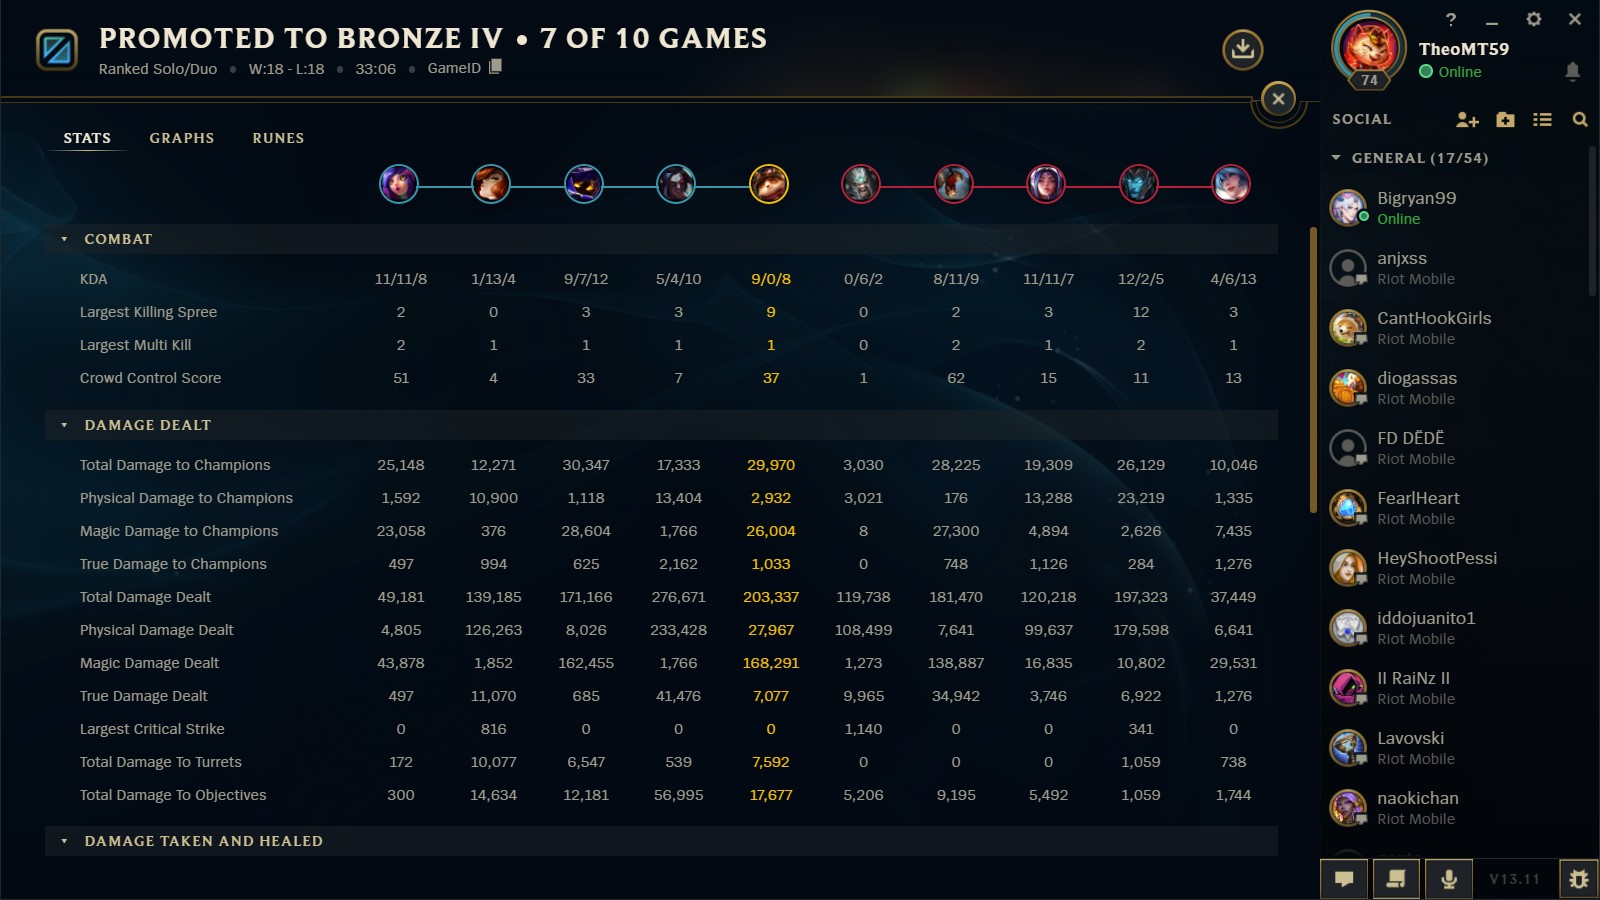 PROMOTED TO BRONZE IV • 7 OF 10 GAMES
Ranked Solo/Duo • W:18 - L:18 • 33:06 • GameID
STATS GRAPHS RUNES
COMBAT
KDA 11/11/8 1/13/4 9/7/12 5/4/10 9/0/8 0/6/2 8/11/9 11/11/7 12/2/5 4/6/13
Largest Killing Spree 2 0 3 3 9 0 2 3 12 3
Largest Multi Kill 2 1 1 1 1 0 2 1 2 1
Crowd Control Score 51 4 33 7 37 1 62 15 11 13
DAMAGE DEALT
Total Damage to Champions 25,148 12,271 30,347 17,333 29,970 3,030 28,225 19,309 26,129 10,046
Physical Damage to Champions 1,592 10,900 1,118 13,404 2,932 3,021 176 13,288 23,219 1,335
Magic Damage to Champions 23,058 376 28,604 1,766 26,004 8 27,300 4,894 2,626 7,435
True Damage to Champions 497 994 625 2,162 1,033 0 748 1,126 284 1,276
Total Damage Dealt 49,181 139,185 171,166 276,671 203,337 119,738 181,470 120,218 197,323 37,449
Physical Damage Dealt 4,805 126,263 8,026 233,428 27,967 108,499 7,641 99,637 179,598 6,641
Magic Damage Dealt 43,878 1,852 162,455 1,766 168,291 1,273 138,887 16,835 10,802 29,531
True Damage Dealt 497 11,070 685 41,476 7,077 9,965 34,942 3,746 6,922 1,276
Largest Critical Strike 0 816 0 0 0 1,140 0 0 341 0
Total Damage To Turrets 172 10,077 6,547 539 7,592 0 0 0 1,059 738
Total Damage To Objectives 300 14,634 12,181 56,995 17,677 5,206 9,195 5,492 1,059 1,744
DAMAGE TAKEN AND HEALED
?
TheoMT59
Online
74
SOCIAL
GENERAL (17/54)
Bigryan99
Online
anjxss
Riot Mobile
CantHookGirls
Riot Mobile
diogassas
Riot Mobile
FD DËDË
Riot Mobile
FearlHeart
Riot Mobile
HeyShootPessi
Riot Mobile
iddojuanito1
Riot Mobile
II RaiNz II
Riot Mobile
Lavovski
Riot Mobile
naokichan
Riot Mobile
V13.11